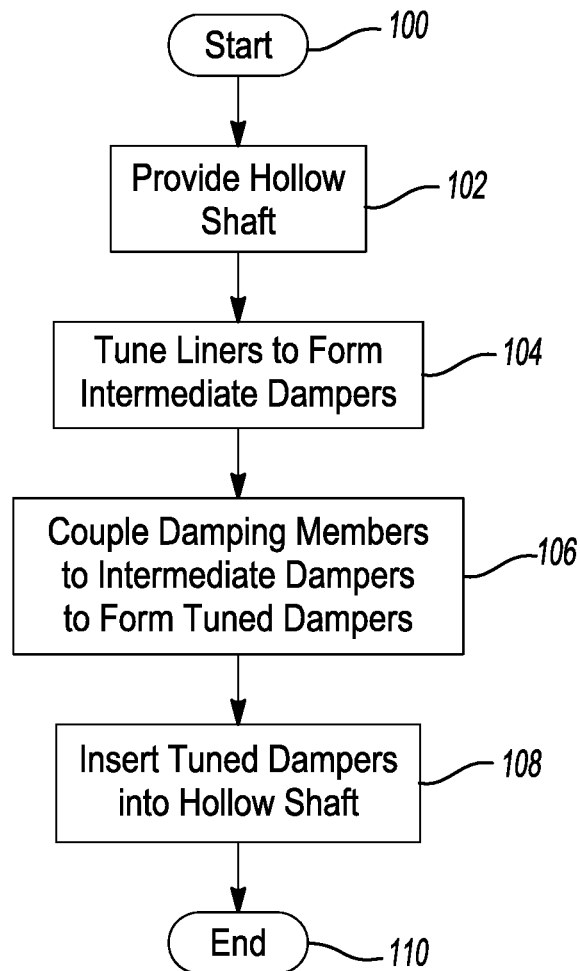 Start
100
Provide Hollow
Shaft
102
Tune Liners to Form
Intermediate Dampers
104
Couple Damping Members
to Intermediate Dampers
to Form Tuned Dampers
106
Insert Tuned Dampers
into Hollow Shaft
108
End
110